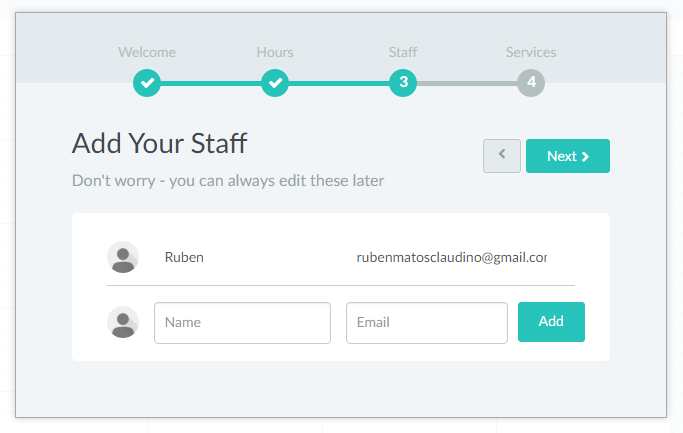 Welcome Hours Staff Services
3 4
Add Your Staff
Next
Don't worry - you can always edit these later
Ruben rubenmatosclaudino@gmail.cor
Name Email Add